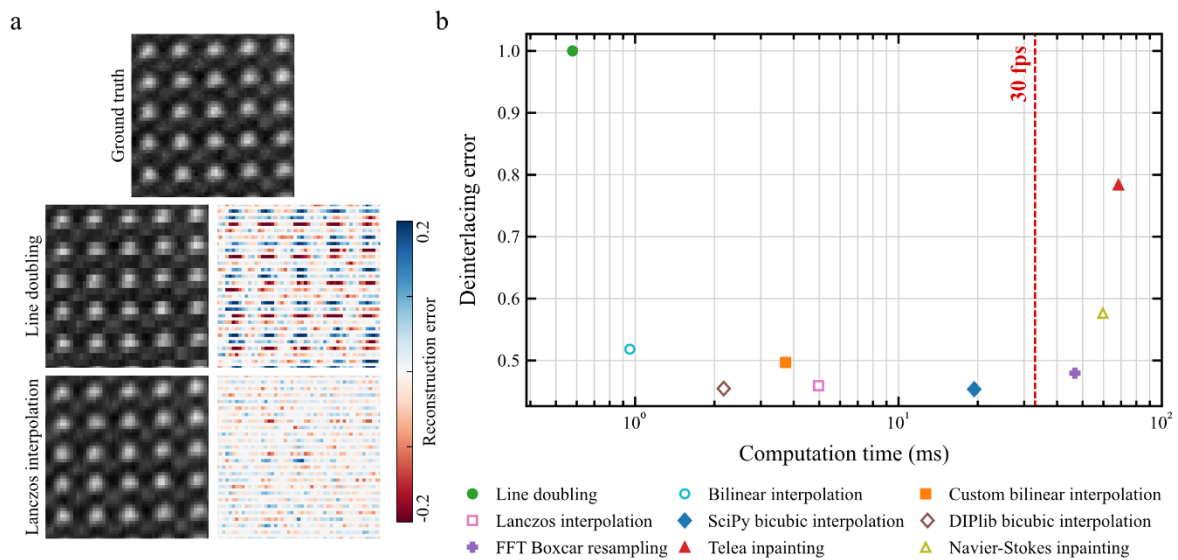 a
Ground truth
Line doubling
Lanczos interpolation
0.2
Reconstruction error
-0.2
b
Deinterlacing error
1.0
0.9
0.8
0.7
0.6
0.5
30 fps
10⁰
10¹
10²
Computation time (ms)
Line doubling
Bilinear interpolation
Custom bilinear interpolation
Lanczos interpolation
SciPy bicubic interpolation
DIPlib bicubic interpolation
FFT Boxcar resampling
Telea inpainting
Navier-Stokes inpainting